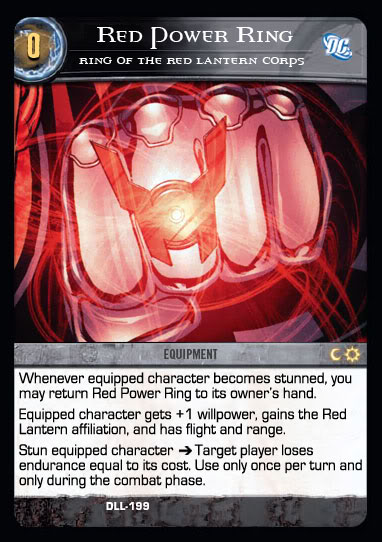 0
Red Power Ring
DC
Ring of the Red Lantern Corps
EQUIPMENT
Whenever equipped character becomes stunned, you
may return Red Power Ring to its owner's hand.
Equipped character gets +1 willpower, gains the Red
Lantern affiliation, and has flight and range.
Stun equipped character ➔ Target player loses
endurance equal to its cost. Use only once per turn and
only during the combat phase.
DLL-199